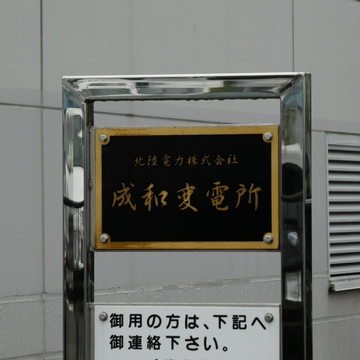 北陸電力株式会社
成和変電所
御用の方は、下記へ
御連絡下さい。